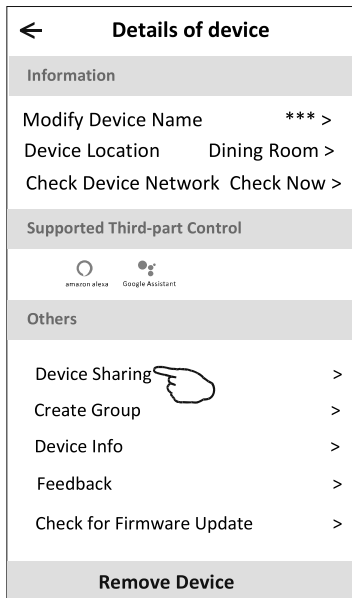 Details of device
Information
Modify Device Name *** >
Device Location Dining Room >
Check Device Network Check Now >
Supported Third-part Control
amazon alexa Google Assistant
Others
Device Sharing >
Create Group >
Device Info >
Feedback >
Check for Firmware Update >
Remove Device